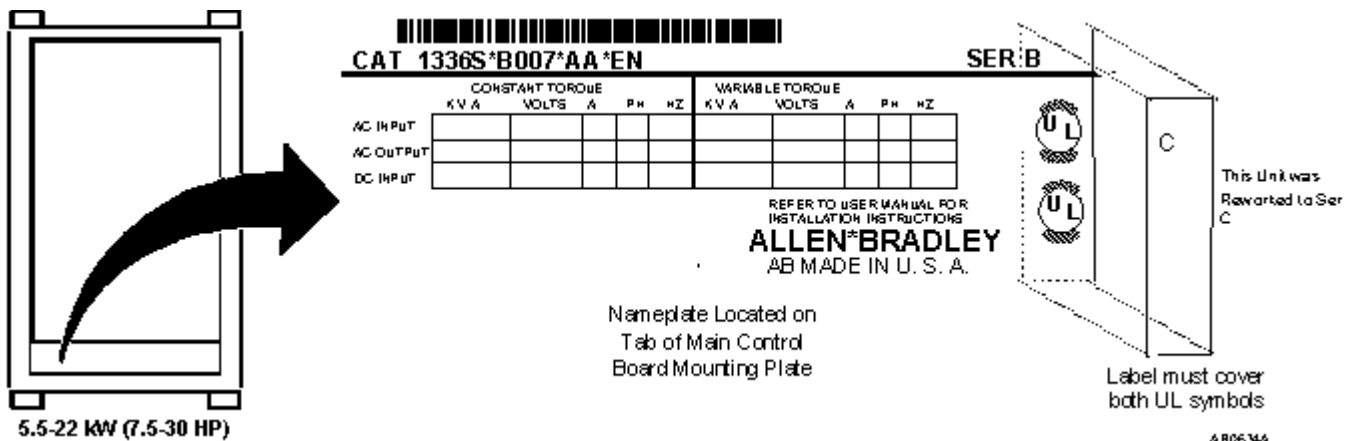 CAT 1336S*B007*AA*EN
SER B
CONSTANT TORQUE
VARIABLE TORQUE
KVA VOLTS A PH HZ
KVA VOLTS A PH HZ
AC INPUT
AC OUTPUT
DC INPUT
REFER TO USER MANUAL FOR
INSTALLATION INSTRUCTIONS
ALLEN*BRADLEY
AB MADE IN U. S. A.
UL
UL
C
This Unit was
Reworked to Ser
C
Nameplate Located on
Tab of Main Control
Board Mounting Plate
Label must cover
both UL symbols
5.5-22 kW (7.5-30 HP)